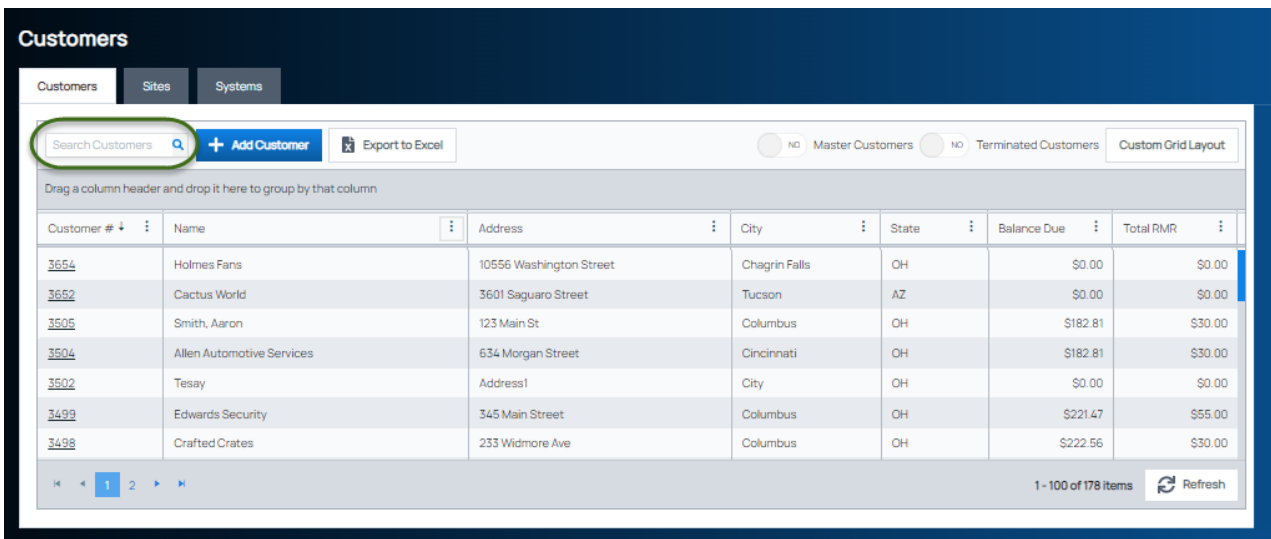 Customers
Customers Sites Systems
Search Customers + Add Customer Export to Excel NO Master Customers NO Terminated Customers Custom Grid Layout
Drag a column header and drop it here to group by that column
Customer # ↓ Name Address City State Balance Due Total RMR
3654 Holmes Fans 10556 Washington Street Chagrin Falls OH $0.00 $0.00
3652 Cactus World 3601 Saguaro Street Tucson AZ $0.00 $0.00
3505 Smith, Aaron 123 Main St Columbus OH $182.81 $30.00
3504 Allen Automotive Services 634 Morgan Street Cincinnati OH $182.81 $30.00
3502 Tesay Address1 City OH $0.00 $0.00
3499 Edwards Security 345 Main Street Columbus OH $221.47 $55.00
3498 Crafted Crates 233 Widmore Ave Columbus OH $222.56 $30.00
1 2 1 - 100 of 178 items Refresh